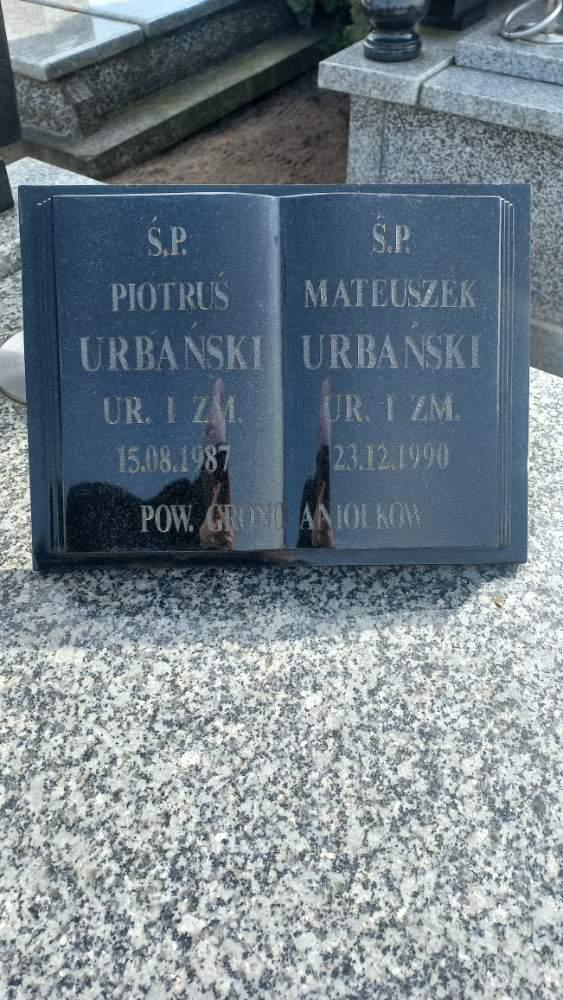 Ś.P.
PIOTRUŚ
URBAŃSKI
UR. I ZM.
15.08.1987
Ś.P.
MATEUSZEK
URBAŃSKI
UR. I ZM.
23.12.1990
POW. GRONO ANIOŁKÓW